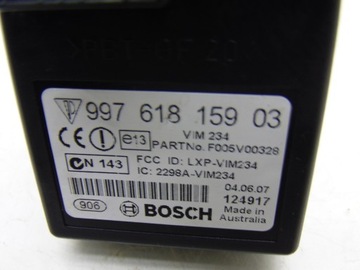 997 618 159 03
VIM 234
e13 PARTNo. F005V00328
N 143 FCC ID: LXP-VIM234
IC: 2298A-VIM234
04.06.07
124917
906 BOSCH Made in
Australia